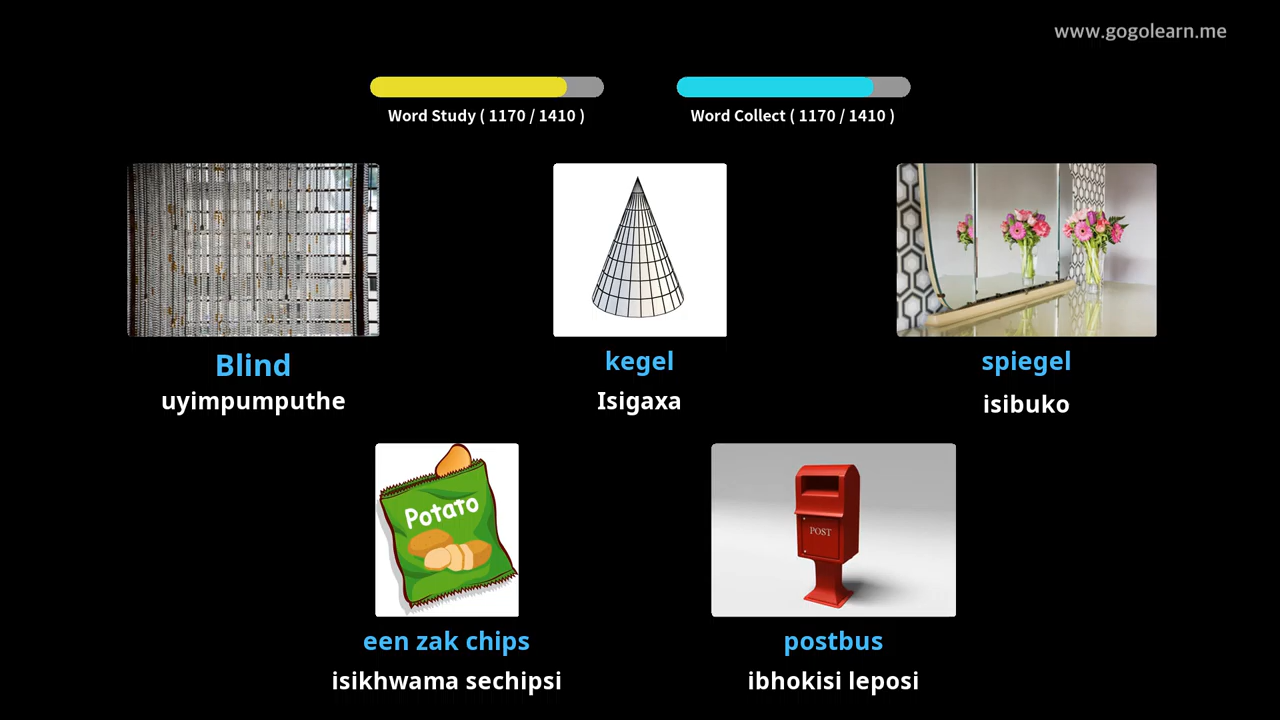 www.gogolearn.me
Word Study ( 1170 / 1410 )
Word Collect ( 1170 / 1410 )
Blind
uyimpumputhe
kegel
Isigaxa
spiegel
isibuko
Potato
een zak chips
isikhwama sechipsi
POST
postbus
ibhokisi leposi